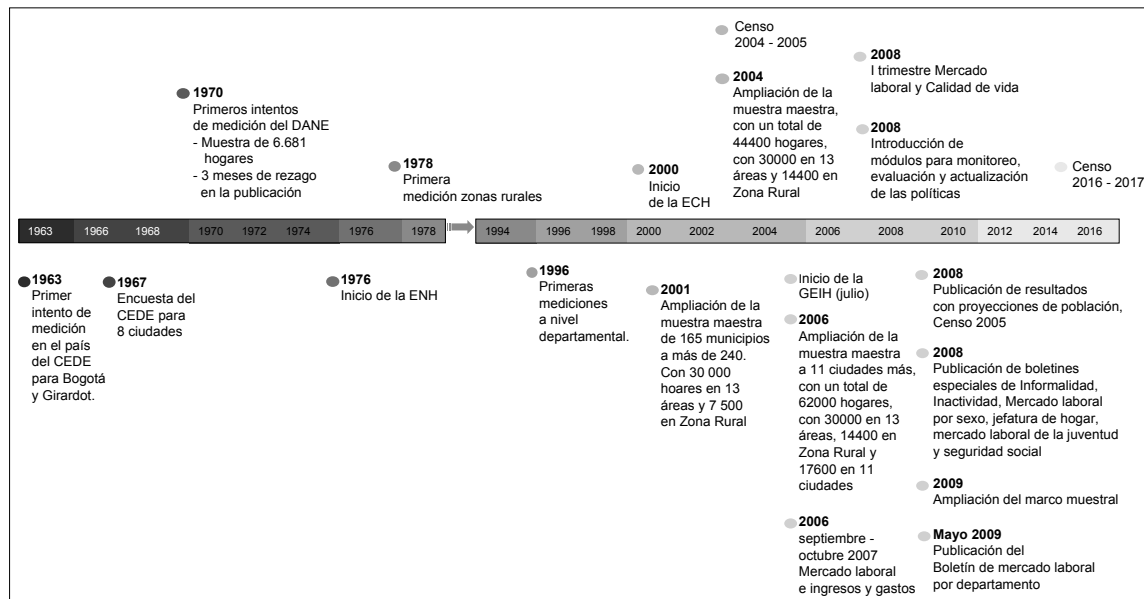 Censo
2004 - 2005
2008
I trimestre Mercado
laboral y Calidad de vida
1970
Primeros intentos
de medición del DANE
- Muestra de 6.681
hogares
- 3 meses de rezago
en la publicación
2004
Ampliación de la
muestra maestra,
con un total de
44400 hogares,
con 30000 en 13
áreas y 14400 en
Zona Rural
2008
Introducción de
módulos para monitoreo,
evaluación y actualización
de las políticas
1978
Primera
medición zonas rurales
2000
Inicio
de la ECH
Censo
2016 - 2017
1963 1966 1968 1970 1972 1974 1976 1978 1994 1996 1998 2000 2002 2004 2006 2008 2010 2012 2014 2016
1963
Primer
intento de
medición
en el país
del CEDE
para Bogotá
y Girardot.
1967
Encuesta del
CEDE para
8 ciudades
1976
Inicio de la ENH
1996
Primeras
mediciones
a nivel
departamental.
2001
Ampliación de la
muestra maestra
de 165 municipios
a más de 240.
Con 30 000
hoares en 13
áreas y 7 500
en Zona Rural
Inicio de la
GEIH (julio)
2006
Ampliación de la
muestra maestra
a 11 ciudades más,
con un total de
62000 hogares,
con 30000 en 13
áreas, 14400 en
Zona Rural y
17600 en 11
ciudades
2006
septiembre -
octubre 2007
Mercado laboral
e ingresos y gastos
2008
Publicación de resultados
con proyecciones de población,
Censo 2005
2008
Publicación de boletines
especiales de Informalidad,
Inactividad, Mercado laboral
por sexo, jefatura de hogar,
mercado laboral de la juventud
y seguridad social
2009
Ampliación del marco muestral
Mayo 2009
Publicación del
Boletín de mercado laboral
por departamento